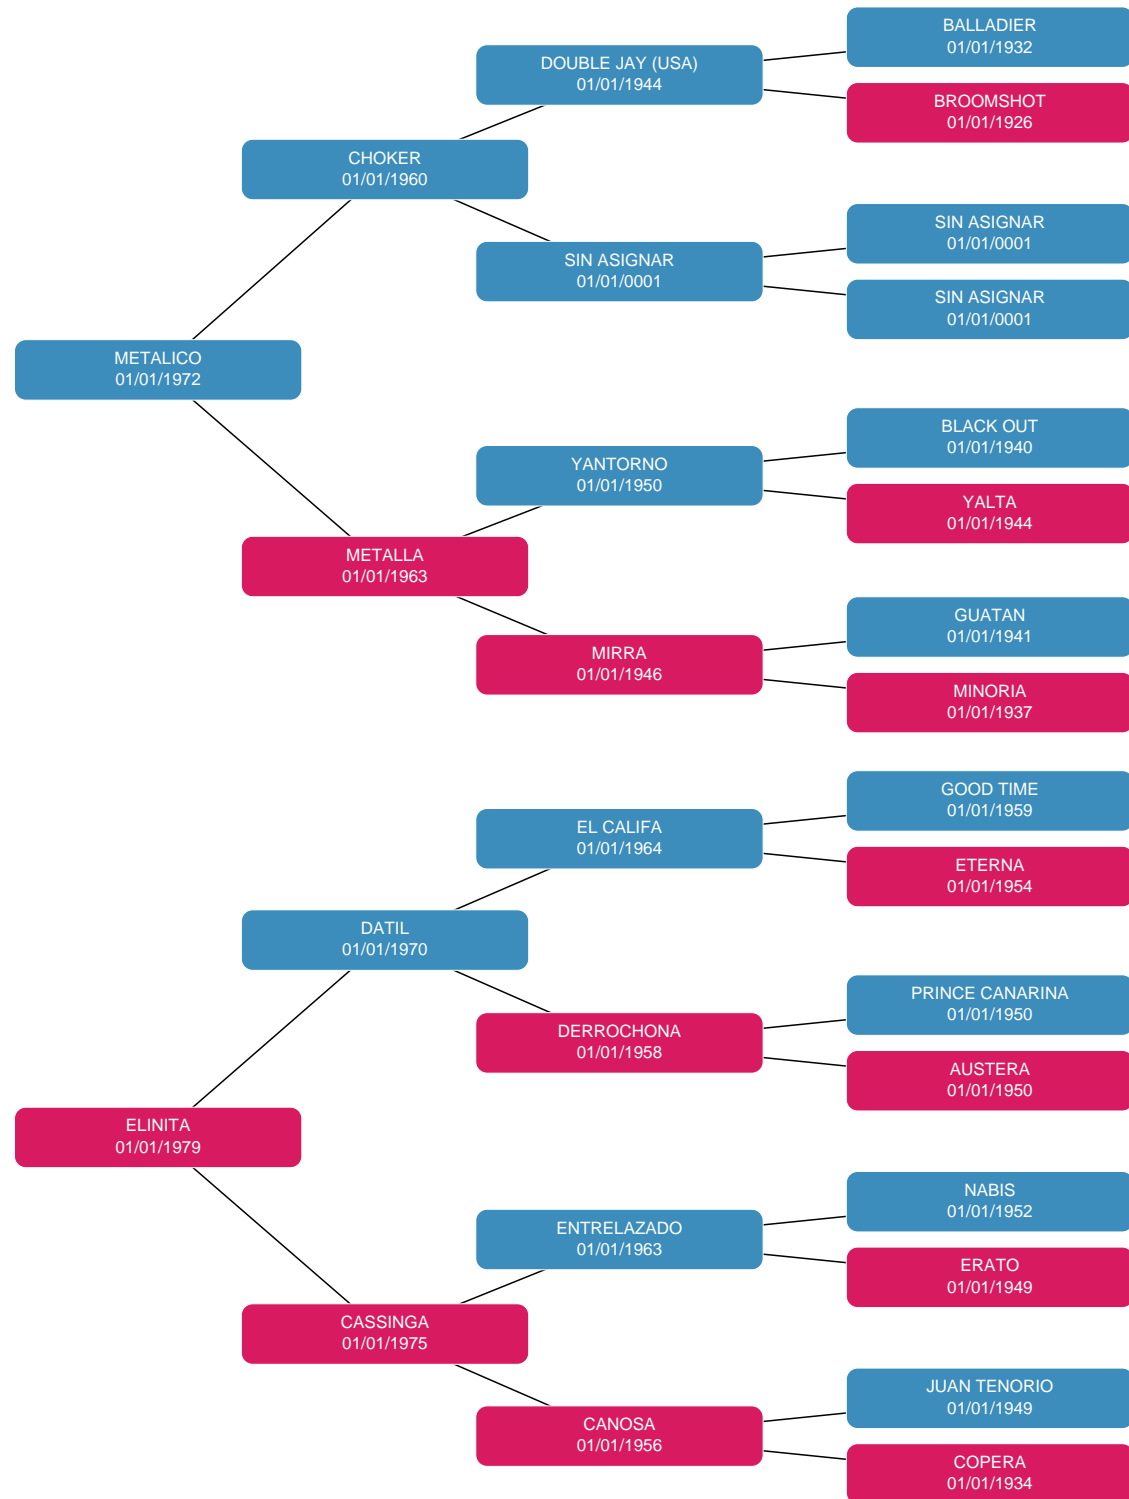 BALLADIER
01/01/1932
DOUBLE JAY (USA)
01/01/1944
BROOMSHOT
01/01/1926
CHOKER
01/01/1960
SIN ASIGNAR
01/01/0001
SIN ASIGNAR
01/01/0001
SIN ASIGNAR
01/01/0001
METALICO
01/01/1972
BLACK OUT
01/01/1940
YANTORNO
01/01/1950
YALTA
01/01/1944
METALLA
01/01/1963
GUATAN
01/01/1941
MIRRA
01/01/1946
MINORIA
01/01/1937
GOOD TIME
01/01/1959
EL CALIFA
01/01/1964
ETERNA
01/01/1954
DATIL
01/01/1970
PRINCE CANARINA
01/01/1950
DERROCHONA
01/01/1958
AUSTERA
01/01/1950
ELINITA
01/01/1979
NABIS
01/01/1952
ENTRELAZADO
01/01/1963
ERATO
01/01/1949
CASSINGA
01/01/1975
JUAN TENORIO
01/01/1949
CANOSA
01/01/1956
COPERA
01/01/1934